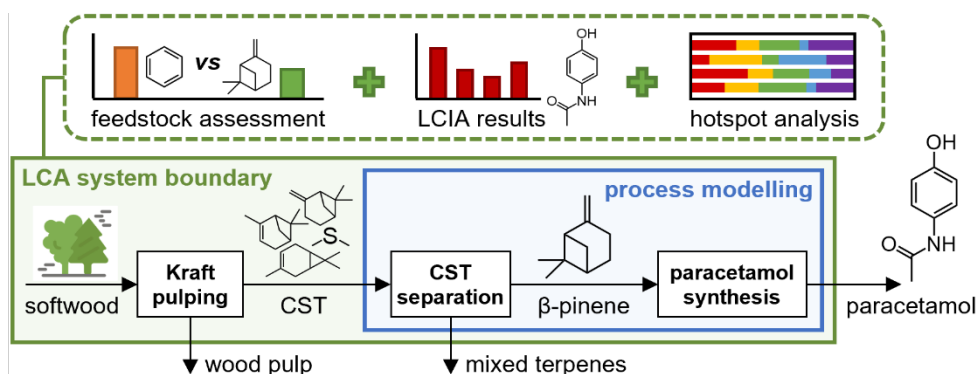 vs
OH
N
H
O
feedstock assessment
LCIA results
hotspot analysis
LCA system boundary
process modelling
OH
NH
O
S
Kraft
pulping
CST
separation
paracetamol
synthesis
softwood
CST
β-pinene
paracetamol
wood pulp
mixed terpenes